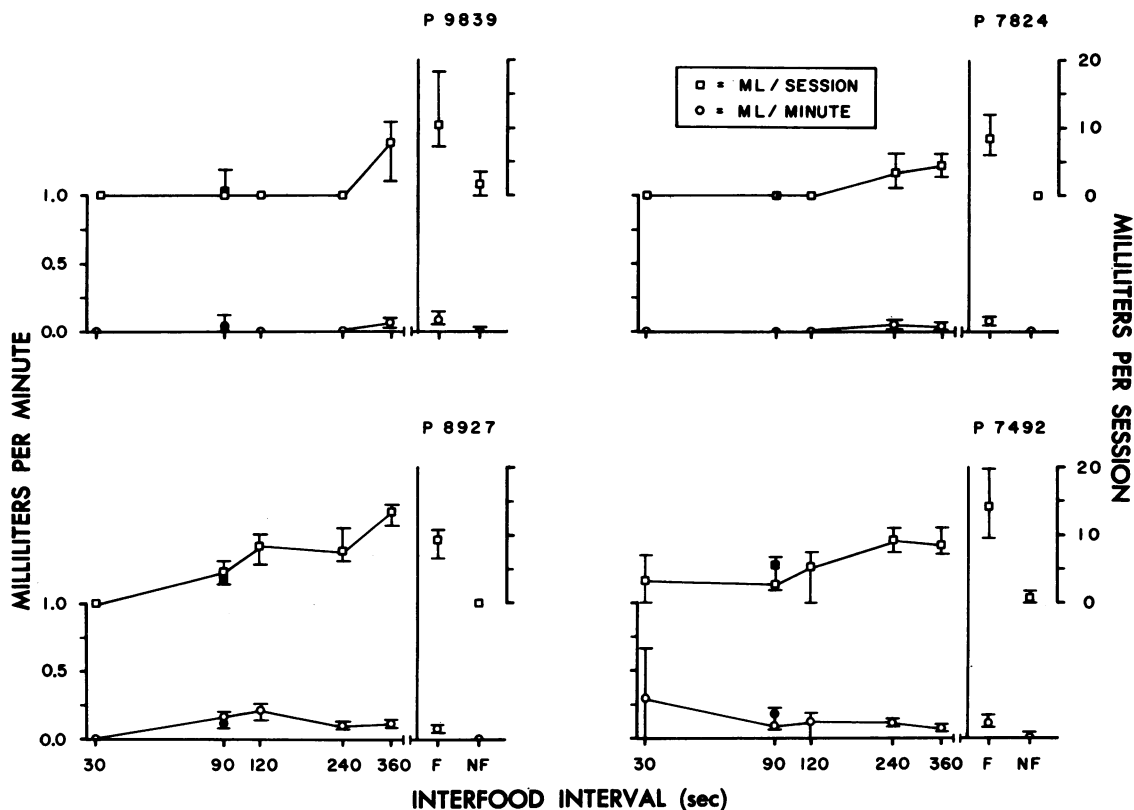 P 9839
P 7824
= ML / SESSION
= ML / MINUTE
20
10
0
1.0
0.5
0.0
MILLILITERS PER MINUTE
MILLILITERS PER SESSION
P 8927
P 7492
20
10
0
1.0
0.5
0.0
30 90 120 240 360 F NF
30 90 120 240 360 F NF
INTERFOOD INTERVAL (sec)